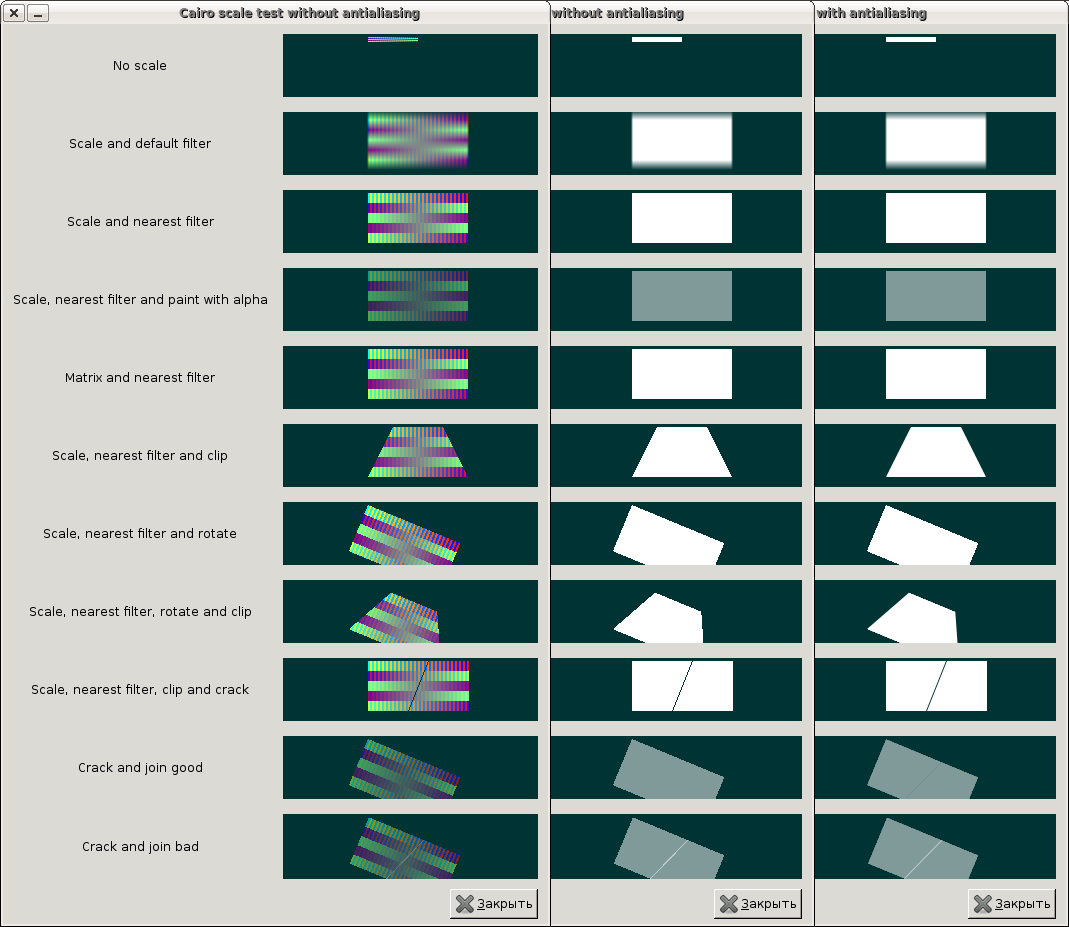 Cairo scale test without antialiasing
without antialiasing
with antialiasing
No scale
Scale and default filter
Scale and nearest filter
Scale, nearest filter and paint with alpha
Matrix and nearest filter
Scale, nearest filter and clip
Scale, nearest filter and rotate
Scale, nearest filter, rotate and clip
Scale, nearest filter, clip and crack
Crack and join good
Crack and join bad
Закрыть
Закрыть
Закрыть